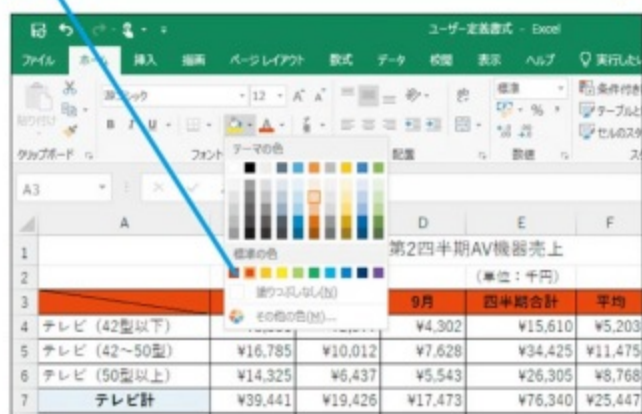 ユーザー定義書式 - Excel
ファイル ホーム 挿入 描画 ページレイアウト 数式 データ 校閲 表示 ヘルプ 実行したい
12 標準 条件付き
貼り付け B I U % テーブルと
セルのスタ
クリップボード 配置 数値
テーマの色
A3
A D E F
1 第2四半期AV機器売上
標準の色
2 (単位:千円)
塗りつぶしなし(N)
3 9月 四半期合計 平均
その他の色(M)...
4 テレビ (42型以下) ¥4,302 ¥15,610 ¥5,203
5 テレビ (42～50型) ¥16,785 ¥10,012 ¥7,628 ¥34,425 ¥11,475
6 テレビ (50型以上) ¥14,325 ¥6,437 ¥5,543 ¥26,305 ¥8,768
7 テレビ計 ¥39,441 ¥19,426 ¥17,473 ¥76,340 ¥25,447